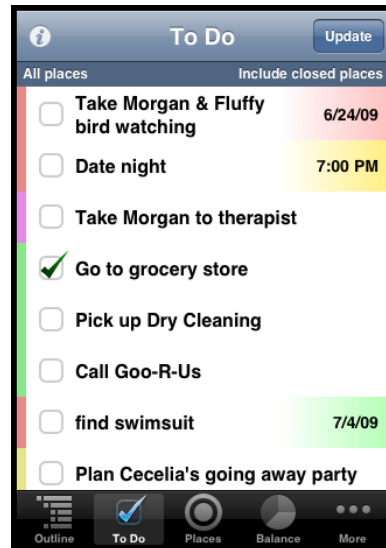 To Do
Update
All places
Include closed places
Take Morgan & Fluffy
bird watching
6/24/09
Date night
7:00 PM
Take Morgan to therapist
Go to grocery store
Pick up Dry Cleaning
Call Goo-R-Us
find swimsuit
7/4/09
Plan Cecelia's going away party
Outline
To Do
Places
Balance
More